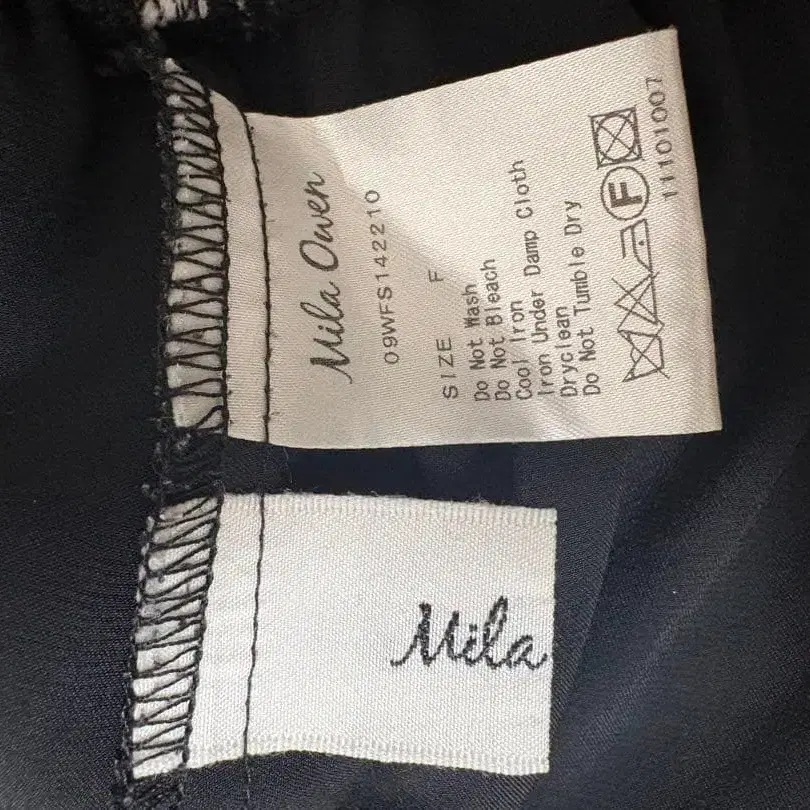 Mila Owen
09WFS142210
SIZE F
Do Not Wash
Do Not Bleach
Cool Iron
Iron Under Damp Cloth
Dryclean
Do Not Tumble Dry
F
11101007
Mila